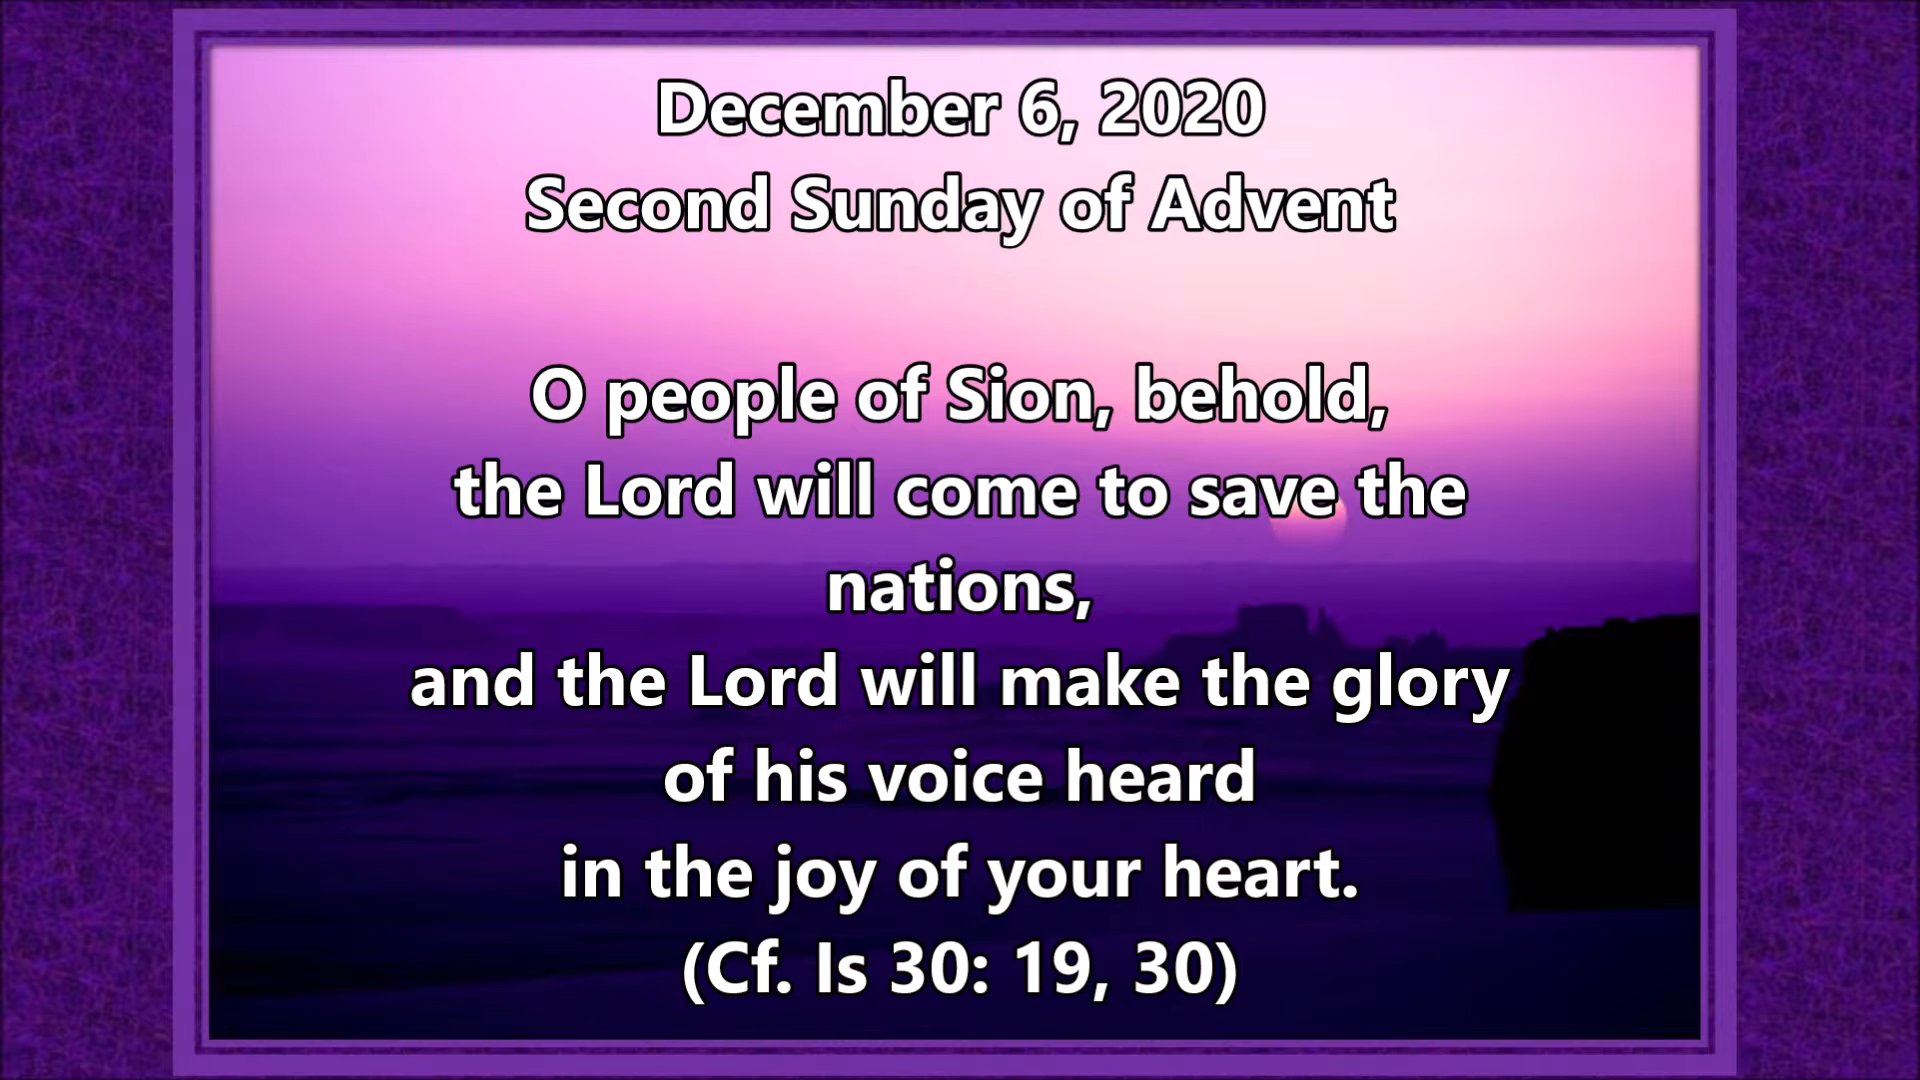 December 6, 2020
Second Sunday of Advent
O people of Sion, behold,
the Lord will come to save the
nations,
and the Lord will make the glory
of his voice heard
in the joy of your heart.
(Cf. Is 30: 19, 30)